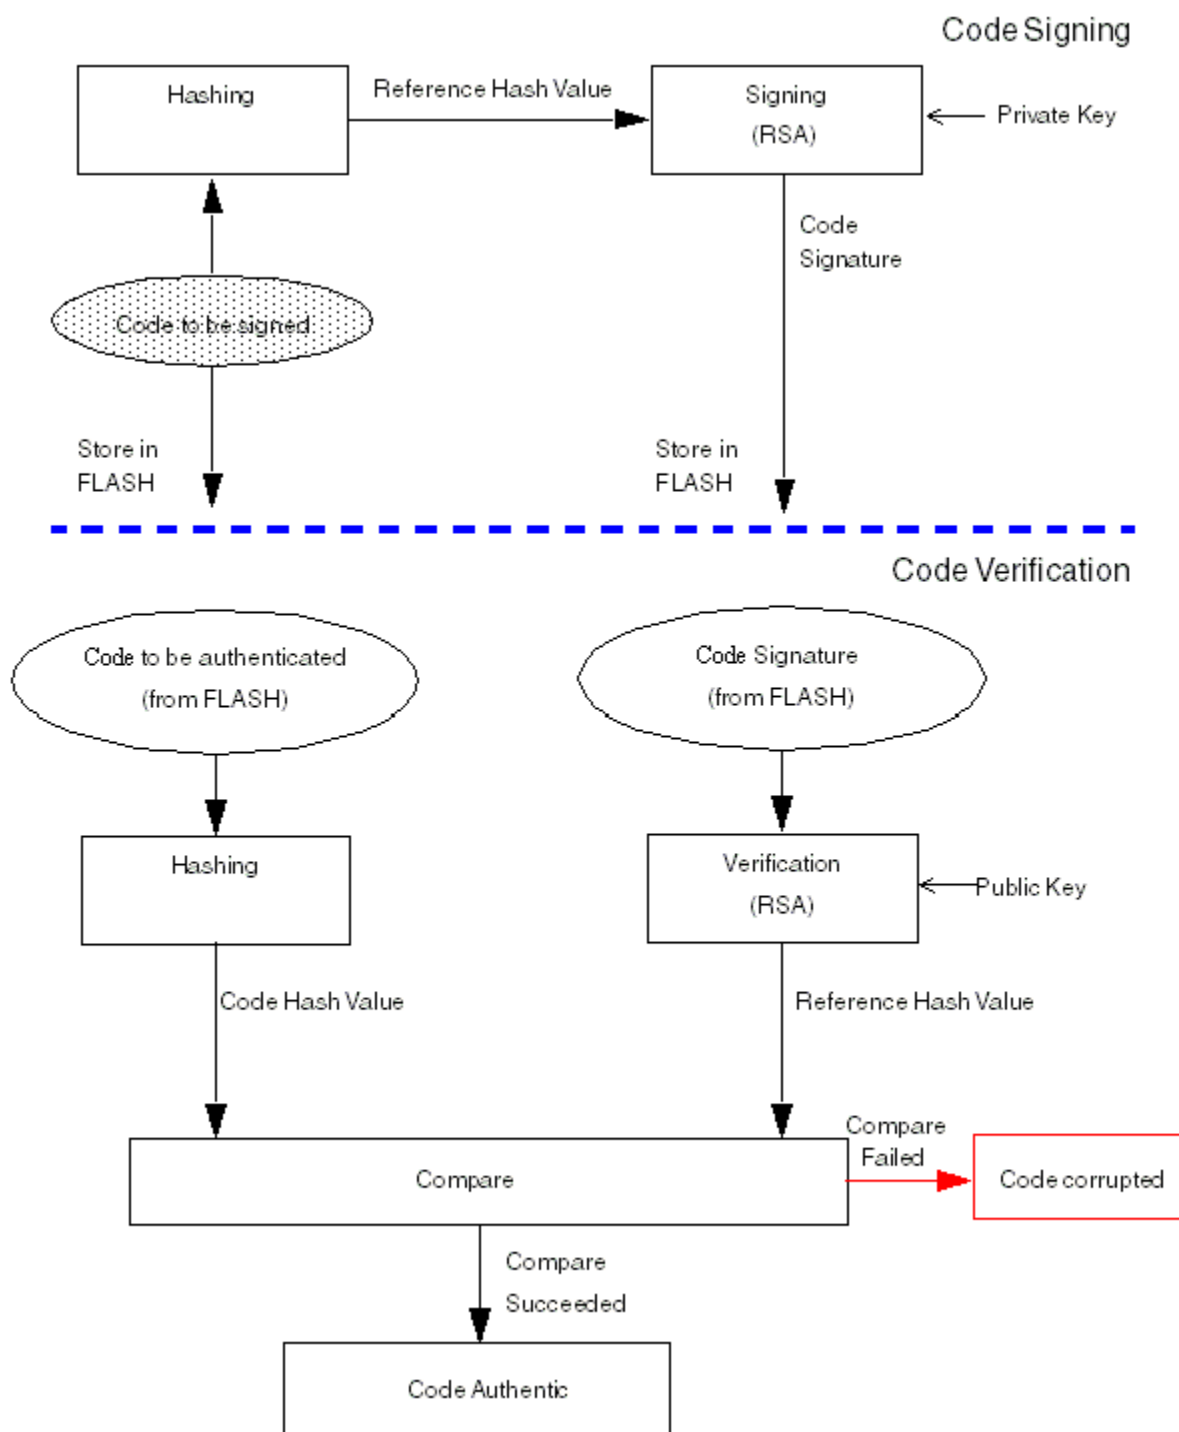 Code Signing
Hashing
Reference Hash Value
Signing
(RSA)
Private Key
Code
Signature
Code to be signed
Store in
FLASH
Store in
FLASH
Code Verification
Code to be authenticated
(from FLASH)
Code Signature
(from FLASH)
Hashing
Verification
(RSA)
Public Key
Code Hash Value
Reference Hash Value
Compare
Failed
Compare
Code corrupted
Compare
Succeeded
Code Authentic